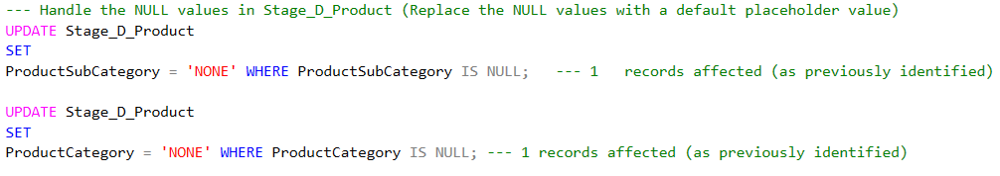 --- Handle the NULL values in Stage_D_Product (Replace the NULL values with a default placeholder value)
UPDATE Stage_D_Product
SET
ProductSubCategory = 'NONE' WHERE ProductSubCategory IS NULL;   --- 1   records affected (as previously identified)
UPDATE Stage_D_Product
SET
ProductCategory = 'NONE' WHERE ProductCategory IS NULL; --- 1 records affected (as previously identified)